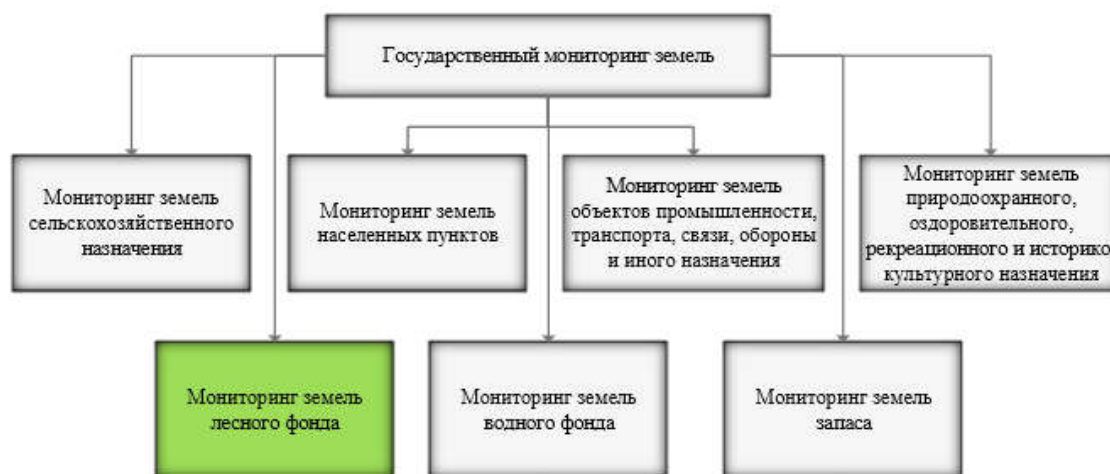 Государственный мониторинг земель
Мониторинг земель
сельскохозяйственного
назначения
Мониторинг земель
населенных пунктов
Мониторинг земель
объектов промышленности,
транспорта, связи, обороны
и иного назначения
Мониторинг земель
природоохранного,
оздоровительного,
рекреационного и историко
культурного назначения
Мониторинг земель
лесного фонда
Мониторинг земель
водного фонда
Мониторинг земель
запаса